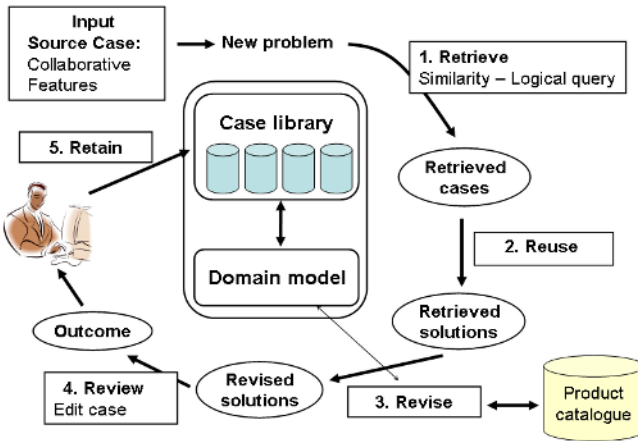 Input
Source Case:
Collaborative
Features
New problem
1. Retrieve
Similarity – Logical query
Case library
5. Retain
Retrieved
cases
2. Reuse
Domain model
Retrieved
solutions
Outcome
4. Review
Edit case
Revised
solutions
3. Revise
Product
catalogue